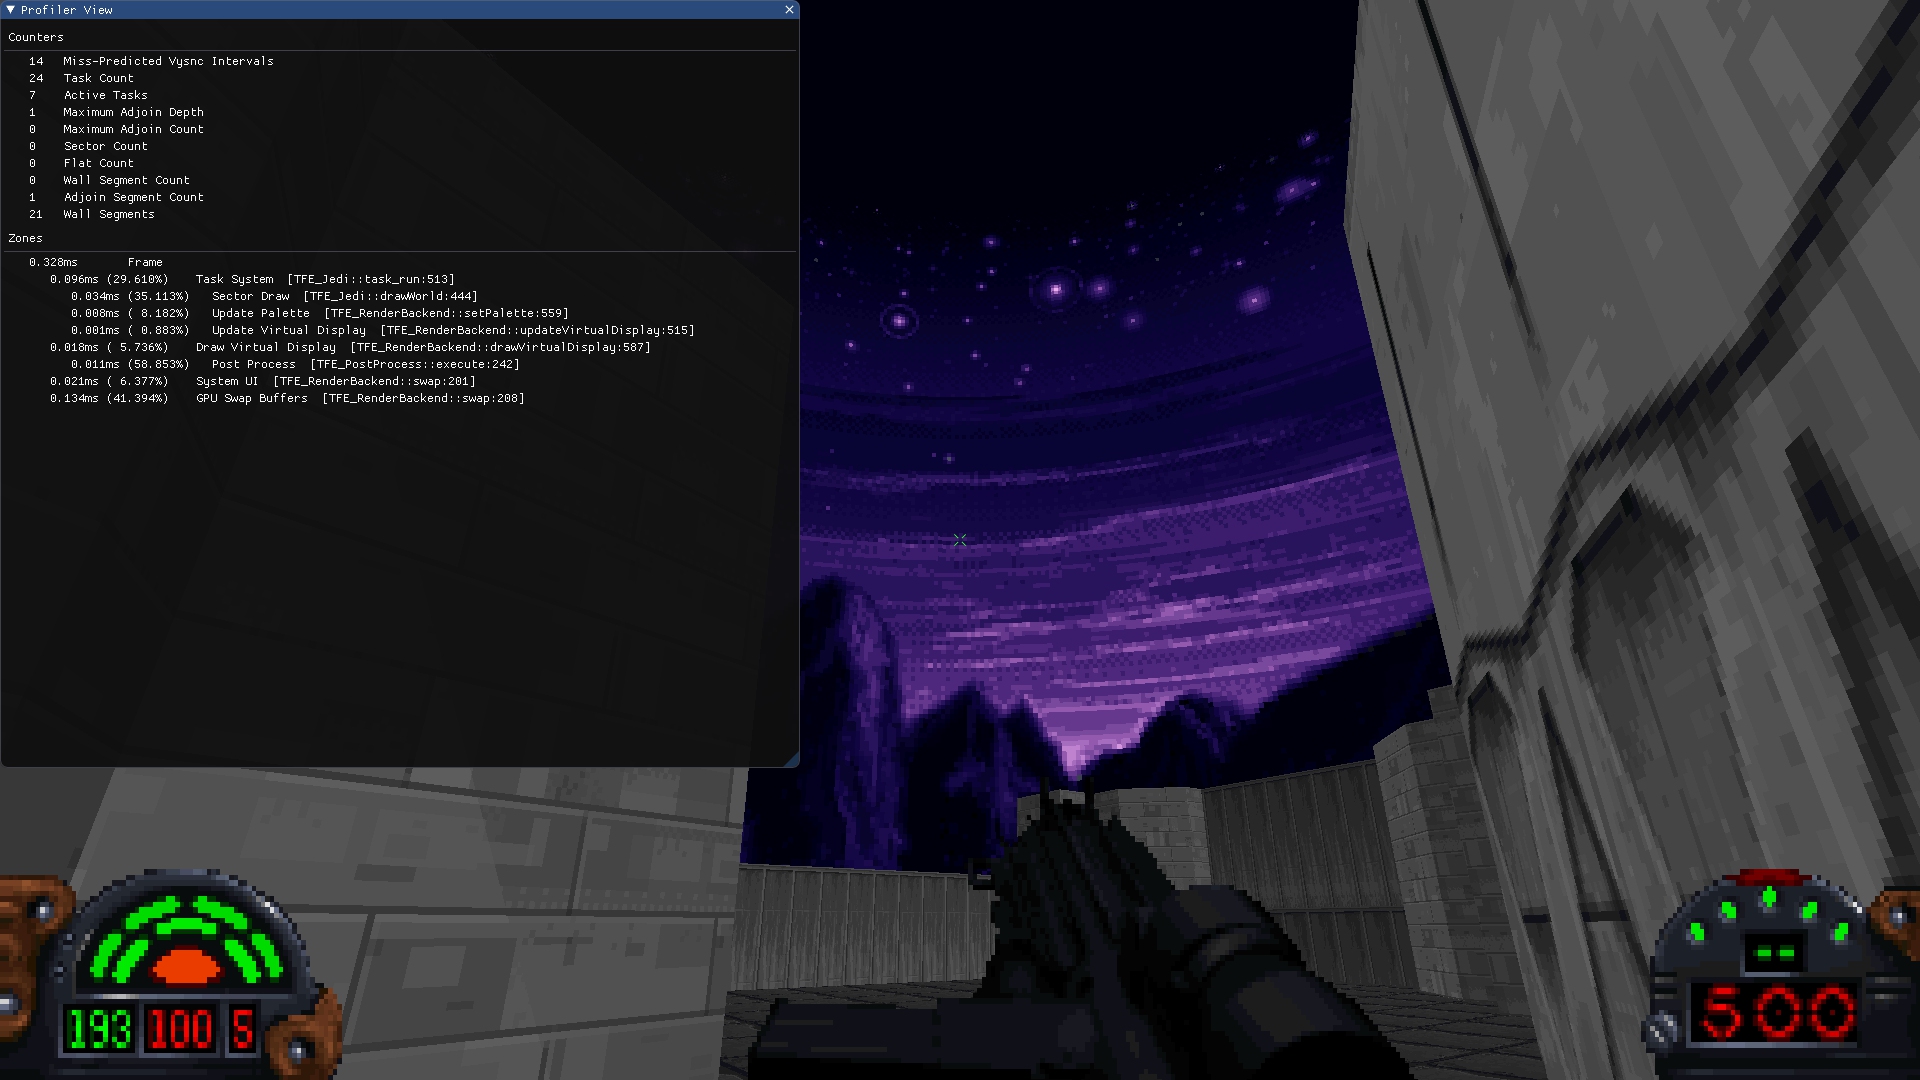 Profiler View
Counters
14 Miss-Predicted Vysnc Intervals
24 Task Count
7 Active Tasks
1 Maximum Adjoin Depth
0 Maximum Adjoin Count
0 Sector Count
0 Flat Count
0 Wall Segment Count
1 Adjoin Segment Count
21 Wall Segments
Zones
0.328ms Frame
0.096ms (29.610%) Task System [TFE_Jedi::task_run:513]
0.034ms (35.113%) Sector Draw [TFE_Jedi::drawWorld:444]
0.008ms ( 8.182%) Update Palette [TFE_RenderBackend::setPalette:559]
0.001ms ( 0.883%) Update Virtual Display [TFE_RenderBackend::updateVirtualDisplay:515]
0.018ms ( 5.736%) Draw Virtual Display [TFE_RenderBackend::drawVirtualDisplay:587]
0.011ms (58.853%) Post Process [TFE_PostProcess::execute:242]
0.021ms ( 6.377%) System UI [TFE_RenderBackend::swap:201]
0.134ms (41.394%) GPU Swap Buffers [TFE_RenderBackend::swap:208]
193 100 5
--
500